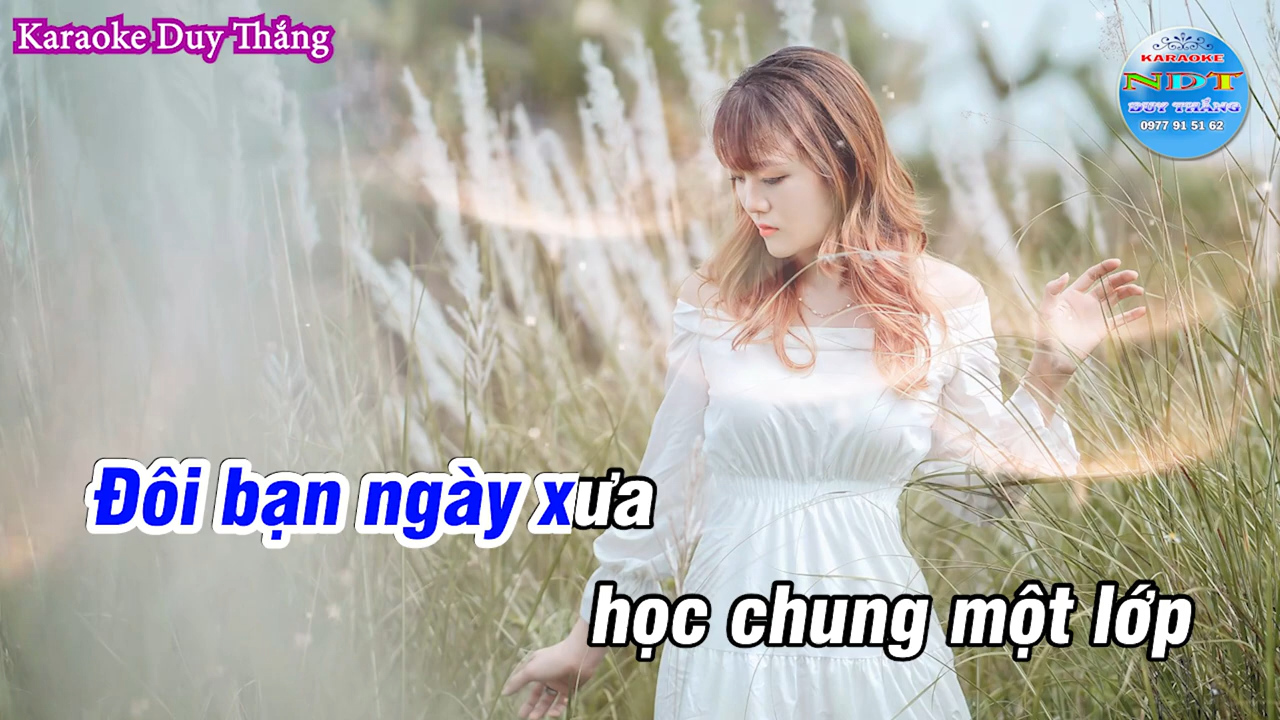 Karaoke Duy Thắng
KARAOKE
NDT
DUY THẮNG
0977 91 51 62
Đôi bạn ngày xưa
học chung một lớp